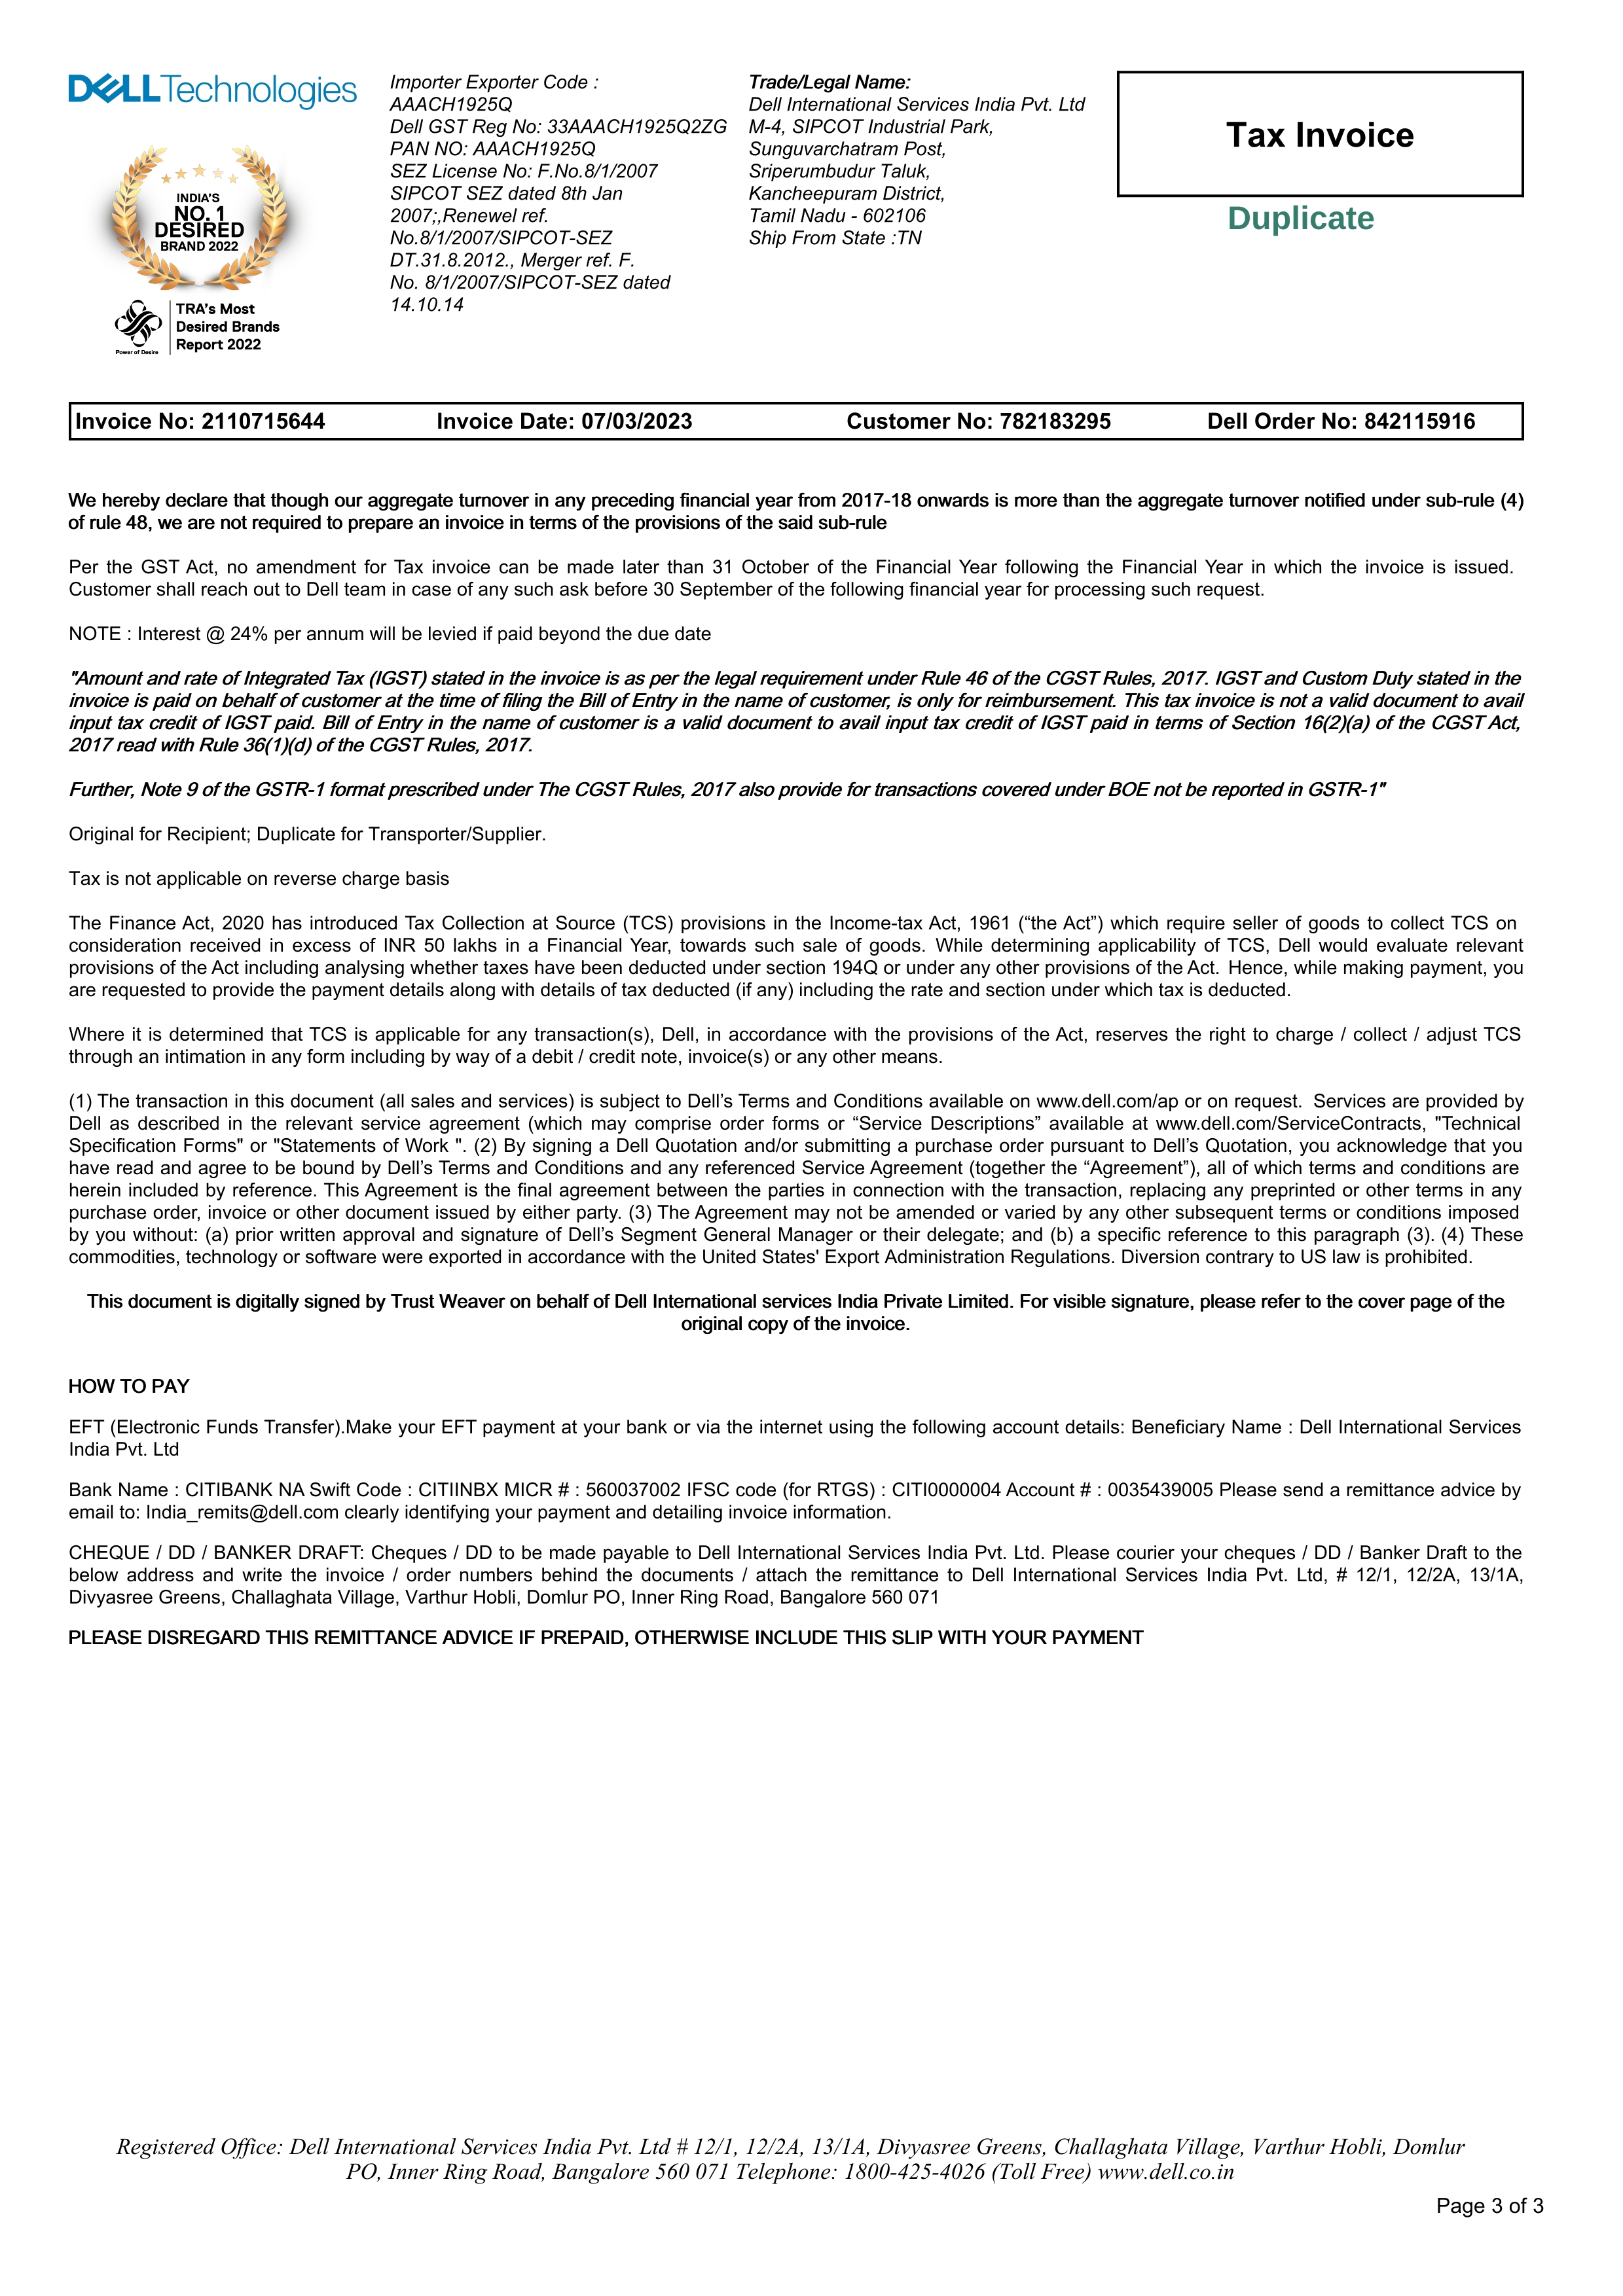 DELLTechnologies
INDIA'S
NO. 1
DESIRED
BRAND 2022
Power of Desire
TRA's Most
Desired Brands
Report 2022
Importer Exporter Code :
AAACH1925Q
Dell GST Reg No: 33AAACH1925Q2ZG
PAN NO: AAACH1925Q
SEZ License No: F.No.8/1/2007
SIPCOT SEZ dated 8th Jan
2007;,Renewel ref.
No.8/1/2007/SIPCOT-SEZ
DT.31.8.2012., Merger ref. F.
No. 8/1/2007/SIPCOT-SEZ dated
14.10.14
Trade/Legal Name:
Dell International Services India Pvt. Ltd
M-4, SIPCOT Industrial Park,
Sunguvarchatram Post,
Sriperumbudur Taluk,
Kancheepuram District,
Tamil Nadu - 602106
Ship From State :TN
Tax Invoice
Duplicate
Invoice No: 2110715644 Invoice Date: 07/03/2023 Customer No: 782183295 Dell Order No: 842115916
We hereby declare that though our aggregate turnover in any preceding financial year from 2017-18 onwards is more than the aggregate turnover notified under sub-rule (4)
of rule 48, we are not required to prepare an invoice in terms of the provisions of the said sub-rule
Per the GST Act, no amendment for Tax invoice can be made later than 31 October of the Financial Year following the Financial Year in which the invoice is issued.
Customer shall reach out to Dell team in case of any such ask before 30 September of the following financial year for processing such request.
NOTE : Interest @ 24% per annum will be levied if paid beyond the due date
"Amount and rate of Integrated Tax (IGST) stated in the invoice is as per the legal requirement under Rule 46 of the CGST Rules, 2017. IGST and Custom Duty stated in the
invoice is paid on behalf of customer at the time of filing the Bill of Entry in the name of customer, is only for reimbursement. This tax invoice is not a valid document to avail
input tax credit of IGST paid. Bill of Entry in the name of customer is a valid document to avail input tax credit of IGST paid in terms of Section 16(2)(a) of the CGST Act,
2017 read with Rule 36(1)(d) of the CGST Rules, 2017.
Further, Note 9 of the GSTR-1 format prescribed under The CGST Rules, 2017 also provide for transactions covered under BOE not be reported in GSTR-1"
Original for Recipient; Duplicate for Transporter/Supplier.
Tax is not applicable on reverse charge basis
The Finance Act, 2020 has introduced Tax Collection at Source (TCS) provisions in the Income-tax Act, 1961 (“the Act”) which require seller of goods to collect TCS on
consideration received in excess of INR 50 lakhs in a Financial Year, towards such sale of goods. While determining applicability of TCS, Dell would evaluate relevant
provisions of the Act including analysing whether taxes have been deducted under section 194Q or under any other provisions of the Act. Hence, while making payment, you
are requested to provide the payment details along with details of tax deducted (if any) including the rate and section under which tax is deducted.
Where it is determined that TCS is applicable for any transaction(s), Dell, in accordance with the provisions of the Act, reserves the right to charge / collect / adjust TCS
through an intimation in any form including by way of a debit / credit note, invoice(s) or any other means.
(1) The transaction in this document (all sales and services) is subject to Dell’s Terms and Conditions available on www.dell.com/ap or on request. Services are provided by
Dell as described in the relevant service agreement (which may comprise order forms or “Service Descriptions” available at www.dell.com/ServiceContracts, "Technical
Specification Forms" or "Statements of Work ". (2) By signing a Dell Quotation and/or submitting a purchase order pursuant to Dell’s Quotation, you acknowledge that you
have read and agree to be bound by Dell’s Terms and Conditions and any referenced Service Agreement (together the “Agreement”), all of which terms and conditions are
herein included by reference. This Agreement is the final agreement between the parties in connection with the transaction, replacing any preprinted or other terms in any
purchase order, invoice or other document issued by either party. (3) The Agreement may not be amended or varied by any other subsequent terms or conditions imposed
by you without: (a) prior written approval and signature of Dell’s Segment General Manager or their delegate; and (b) a specific reference to this paragraph (3). (4) These
commodities, technology or software were exported in accordance with the United States' Export Administration Regulations. Diversion contrary to US law is prohibited.
This document is digitally signed by Trust Weaver on behalf of Dell International services India Private Limited. For visible signature, please refer to the cover page of the
original copy of the invoice.
HOW TO PAY
EFT (Electronic Funds Transfer).Make your EFT payment at your bank or via the internet using the following account details: Beneficiary Name : Dell International Services
India Pvt. Ltd
Bank Name : CITIBANK NA Swift Code : CITIINBX MICR # : 560037002 IFSC code (for RTGS) : CITI0000004 Account # : 0035439005 Please send a remittance advice by
email to: India_remits@dell.com clearly identifying your payment and detailing invoice information.
CHEQUE / DD / BANKER DRAFT: Cheques / DD to be made payable to Dell International Services India Pvt. Ltd. Please courier your cheques / DD / Banker Draft to the
below address and write the invoice / order numbers behind the documents / attach the remittance to Dell International Services India Pvt. Ltd, # 12/1, 12/2A, 13/1A,
Divyasree Greens, Challaghata Village, Varthur Hobli, Domlur PO, Inner Ring Road, Bangalore 560 071
PLEASE DISREGARD THIS REMITTANCE ADVICE IF PREPAID, OTHERWISE INCLUDE THIS SLIP WITH YOUR PAYMENT
Registered Office: Dell International Services India Pvt. Ltd # 12/1, 12/2A, 13/1A, Divyasree Greens, Challaghata Village, Varthur Hobli, Domlur
PO, Inner Ring Road, Bangalore 560 071 Telephone: 1800-425-4026 (Toll Free) www.dell.co.in
Page 3 of 3